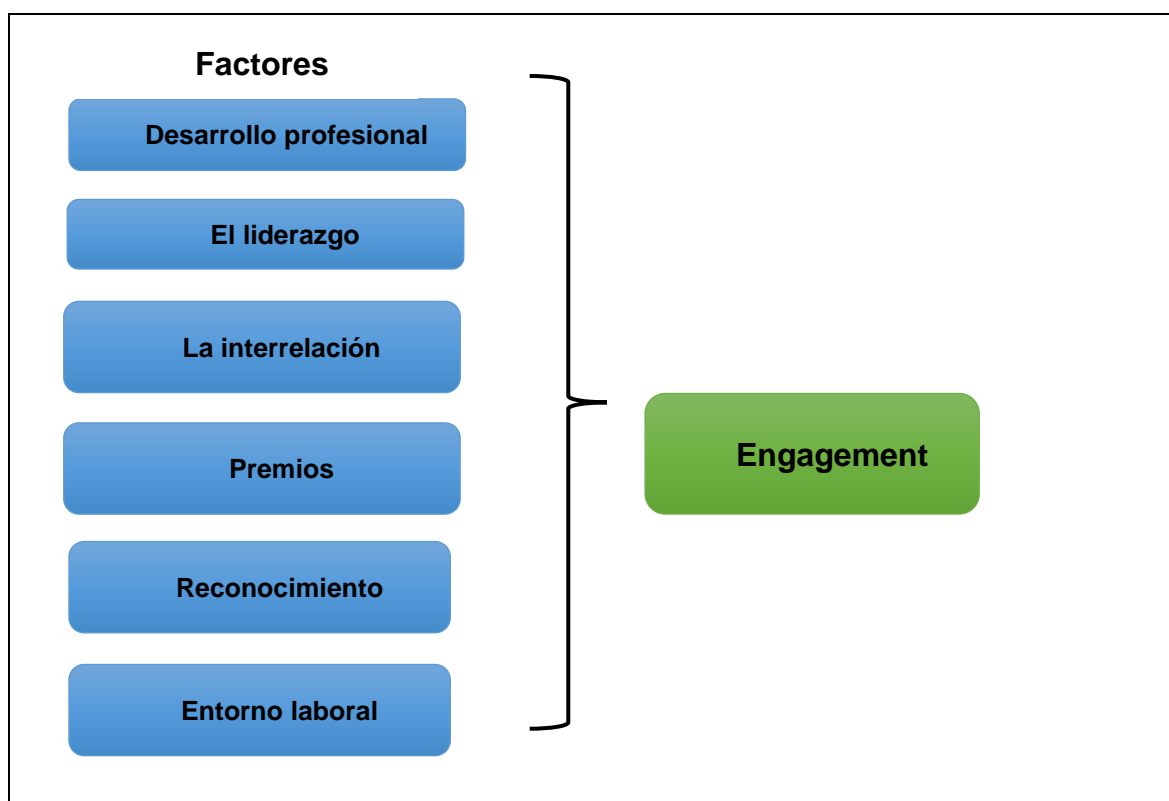 Factores
Desarrollo profesional
El liderazgo
La interrelación
Premios
Engagement
Reconocimiento
Entorno laboral